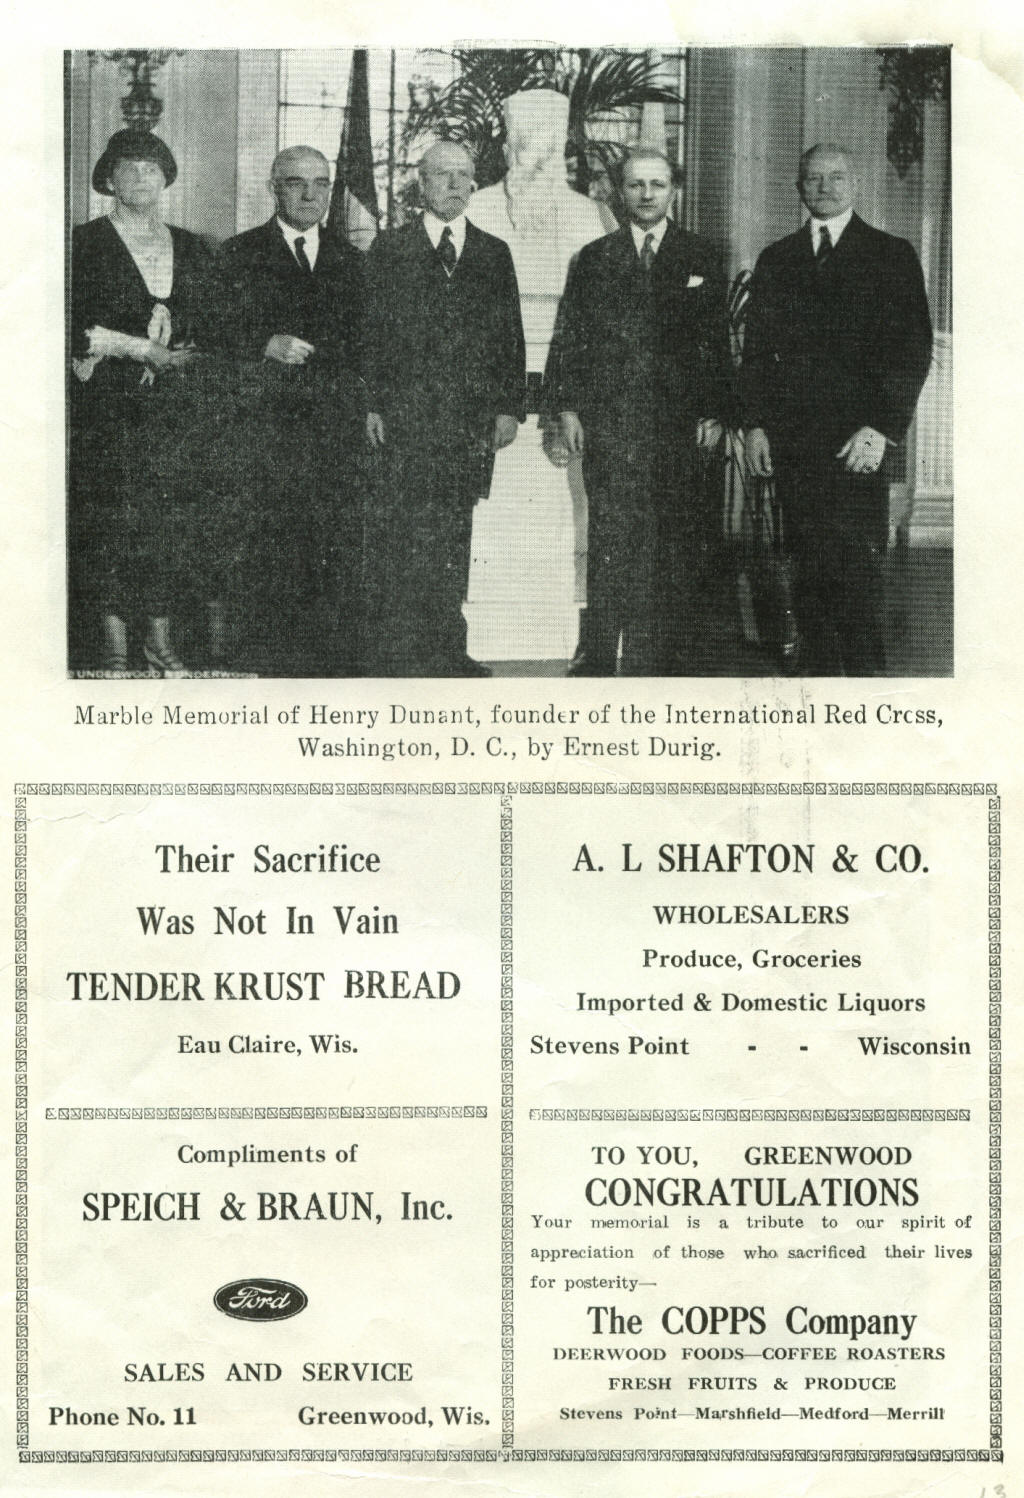 © UNDERWOOD & UNDERWOOD
Marble Memorial of Henry Dunant, founder of the International Red Crcss,
Washington, D. C., by Ernest Durig.
Their Sacrifice
Was Not In Vain
TENDER KRUST BREAD
Eau Claire, Wis.
A. L SHAFTON & CO.
WHOLESALERS
Produce, Groceries
Imported & Domestic Liquors
Stevens Point - - Wisconsin
Compliments of
SPEICH & BRAUN, Inc.
Ford
SALES AND SERVICE
Phone No. 11 Greenwood, Wis.
TO YOU, GREENWOOD
CONGRATULATIONS
Your memorial is a tribute to our spirit of
appreciation of those who sacrificed their lives
for posterity—
The COPPS Company
DEERWOOD FOODS—COFFEE ROASTERS
FRESH FRUITS & PRODUCE
Stevens Point—Marshfield—Medford—Merrill
13